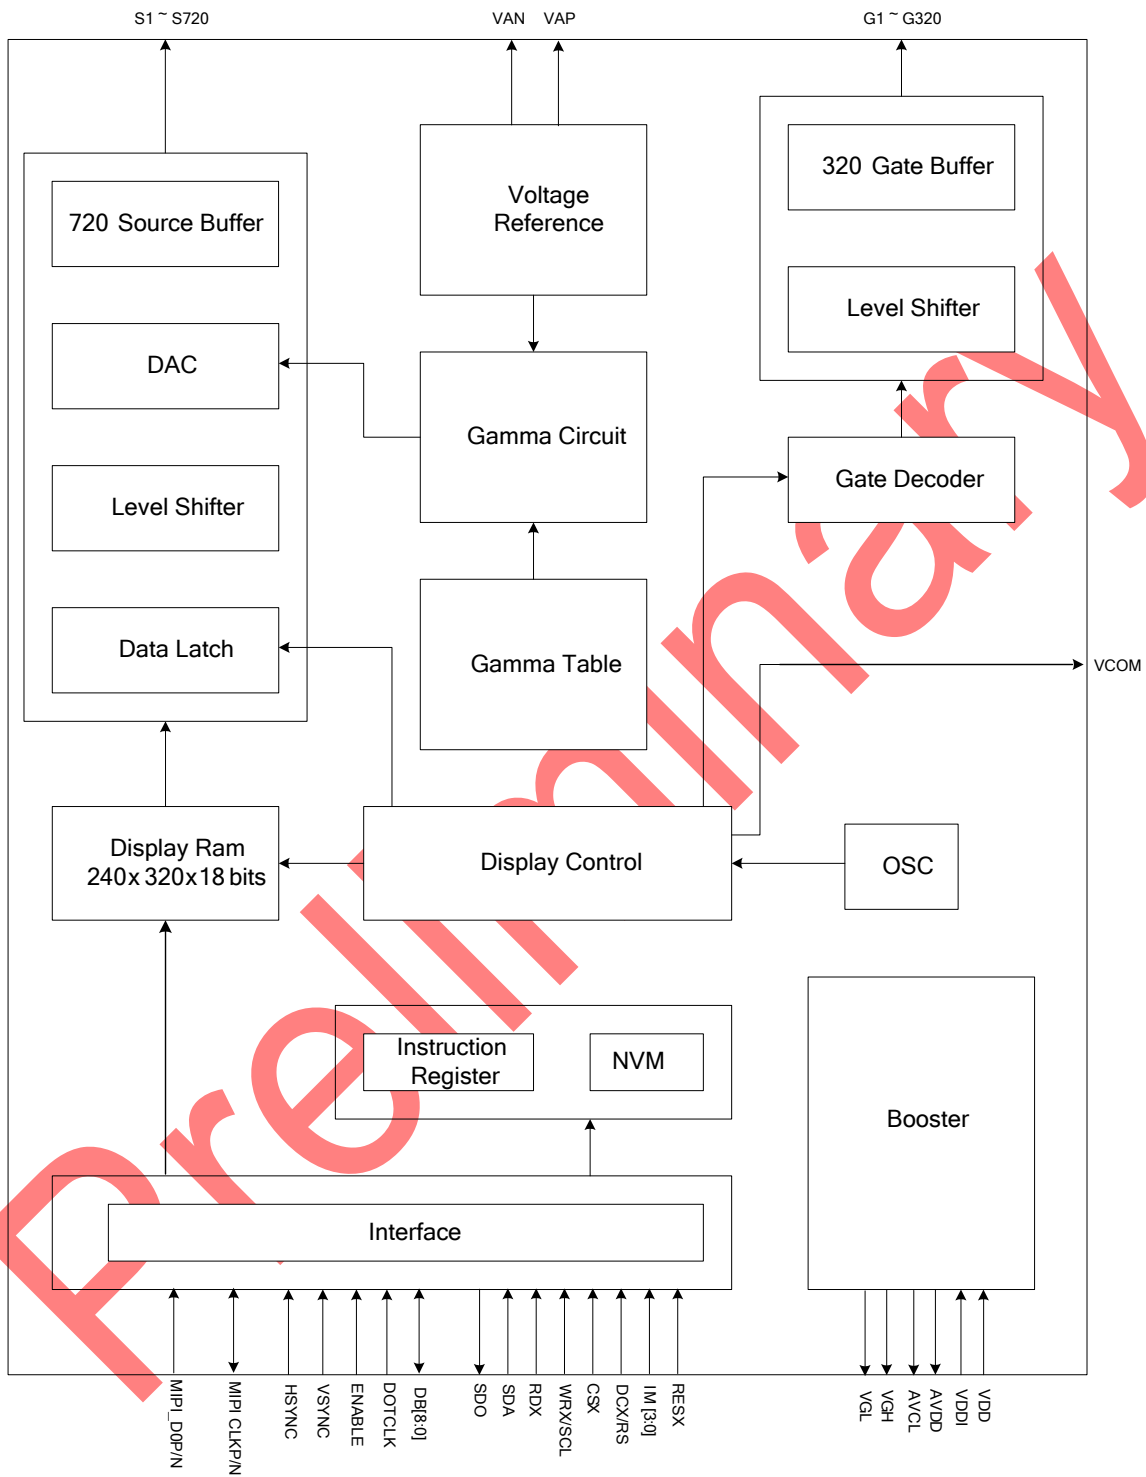 S1 ~ S720
VAN
VAP
G1 ~ G320
720 Source Buffer
Voltage
Reference
320 Gate Buffer
Level Shifter
DAC
Gamma Circuit
Gate Decoder
Level Shifter
Data Latch
Gamma Table
VCOM
Display Ram
240x 320x18 bits
Display Control
OSC
Instruction
Register
NVM
Booster
Interface
MIPI_D0P/N
MIPI CLKP/N
HSYNC
VSYNC
ENABLE
DOTCLK
DB[8:0]
SDO
SDA
RDX
WRX/SCL
CSX
DCX/RS
IM [3:0]
RESX
VGL
VGH
AVCL
AVDD
VDDI
VDD
Preliminary